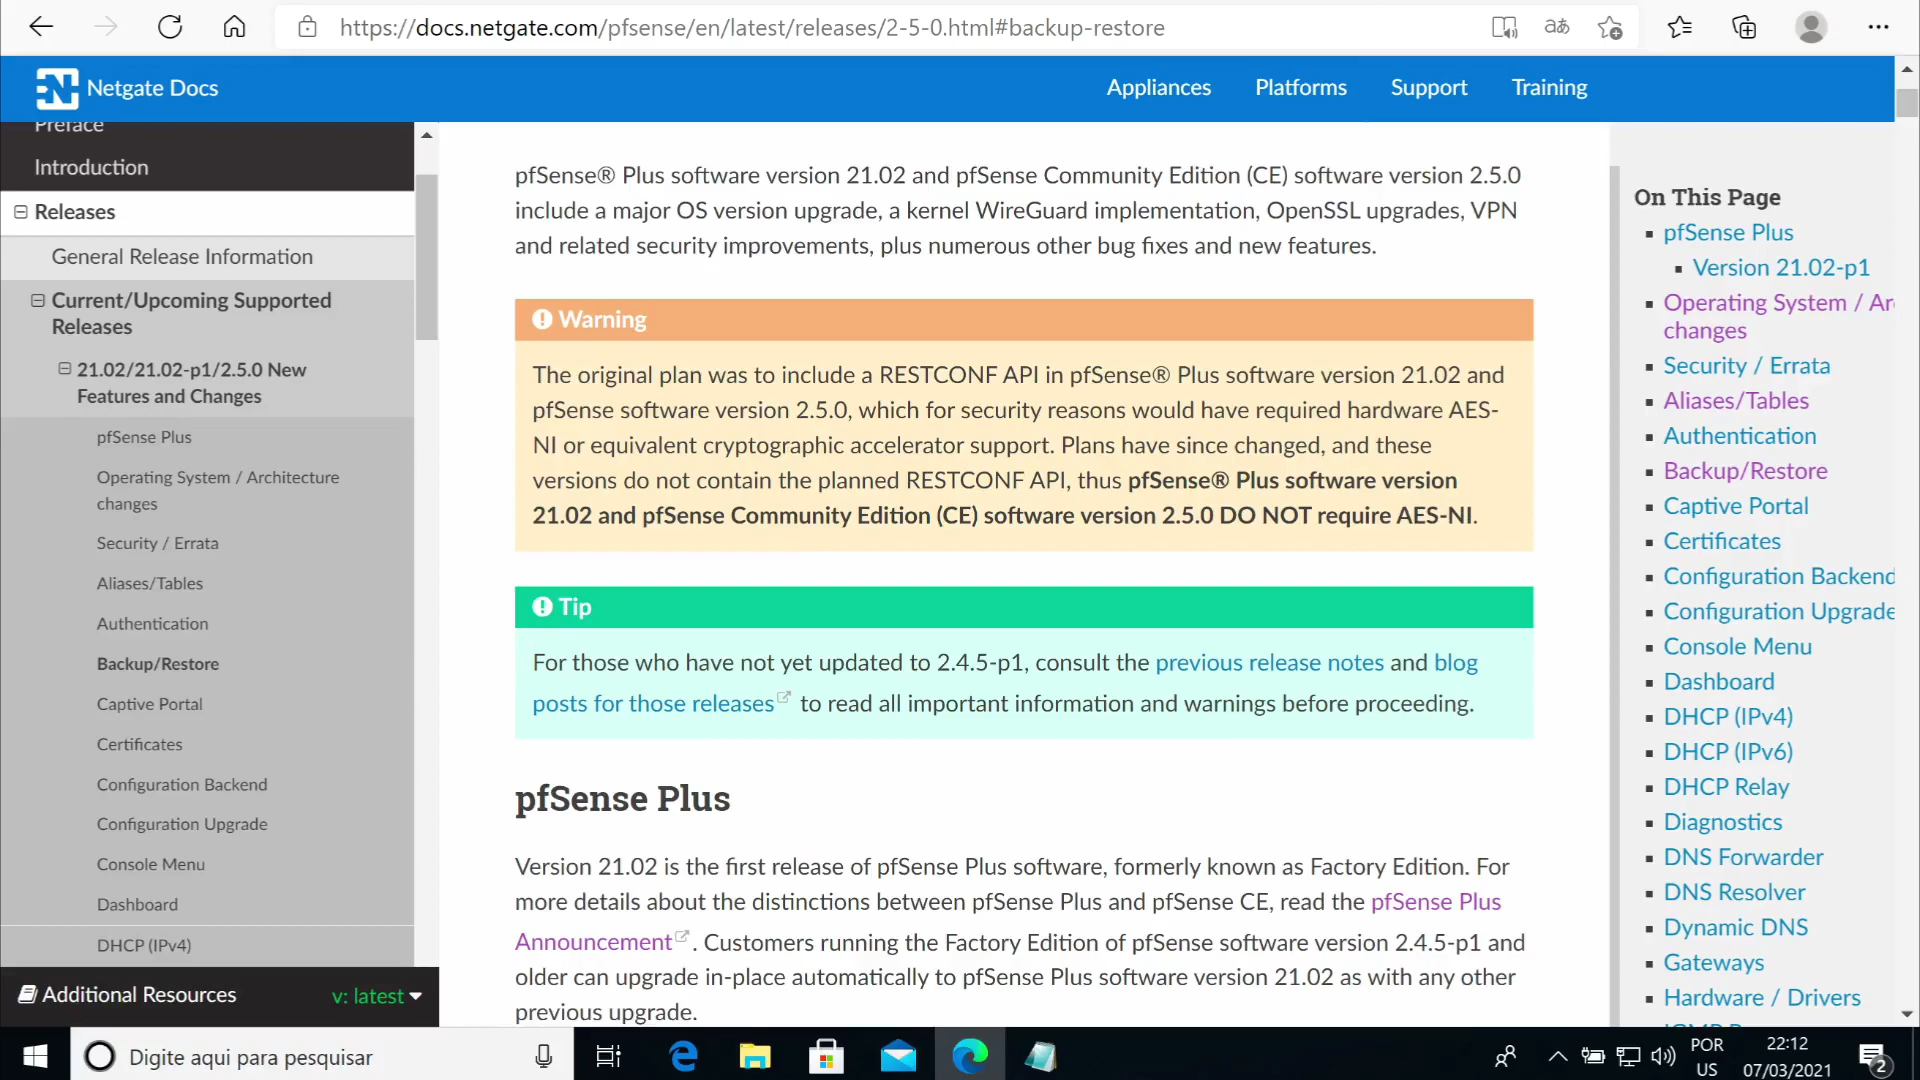 https://docs.netgate.com/pfsense/en/latest/releases/2-5-0.html#backup-restore
Netgate Docs
Appliances
Platforms
Support
Training
Preface
Introduction
Releases
General Release Information
Current/Upcoming Supported
Releases
21.02/21.02-p1/2.5.0 New
Features and Changes
pfSense Plus
Operating System / Architecture
changes
Security / Errata
Aliases/Tables
Authentication
Backup/Restore
Captive Portal
Certificates
Configuration Backend
Configuration Upgrade
Console Menu
Dashboard
DHCP (IPv4)
Additional Resources
v: latest
pfSense® Plus software version 21.02 and pfSense Community Edition (CE) software version 2.5.0
include a major OS version upgrade, a kernel WireGuard implementation, OpenSSL upgrades, VPN
and related security improvements, plus numerous other bug fixes and new features.
Warning
The original plan was to include a RESTCONF API in pfSense® Plus software version 21.02 and
pfSense software version 2.5.0, which for security reasons would have required hardware AES-
NI or equivalent cryptographic accelerator support. Plans have since changed, and these
versions do not contain the planned RESTCONF API, thus pfSense® Plus software version
21.02 and pfSense Community Edition (CE) software version 2.5.0 DO NOT require AES-NI.
Tip
For those who have not yet updated to 2.4.5-p1, consult the previous release notes and blog
posts for those releases to read all important information and warnings before proceeding.
pfSense Plus
Version 21.02 is the first release of pfSense Plus software, formerly known as Factory Edition. For
more details about the distinctions between pfSense Plus and pfSense CE, read the pfSense Plus
Announcement. Customers running the Factory Edition of pfSense software version 2.4.5-p1 and
older can upgrade in-place automatically to pfSense Plus software version 21.02 as with any other
previous upgrade.
On This Page
pfSense Plus
Version 21.02-p1
Operating System / Ar
changes
Security / Errata
Aliases/Tables
Authentication
Backup/Restore
Captive Portal
Certificates
Configuration Backend
Configuration Upgrade
Console Menu
Dashboard
DHCP (IPv4)
DHCP (IPv6)
DHCP Relay
Diagnostics
DNS Forwarder
DNS Resolver
Dynamic DNS
Gateways
Hardware / Drivers
Digite aqui para pesquisar
POR
US
22:12
07/03/2021
2